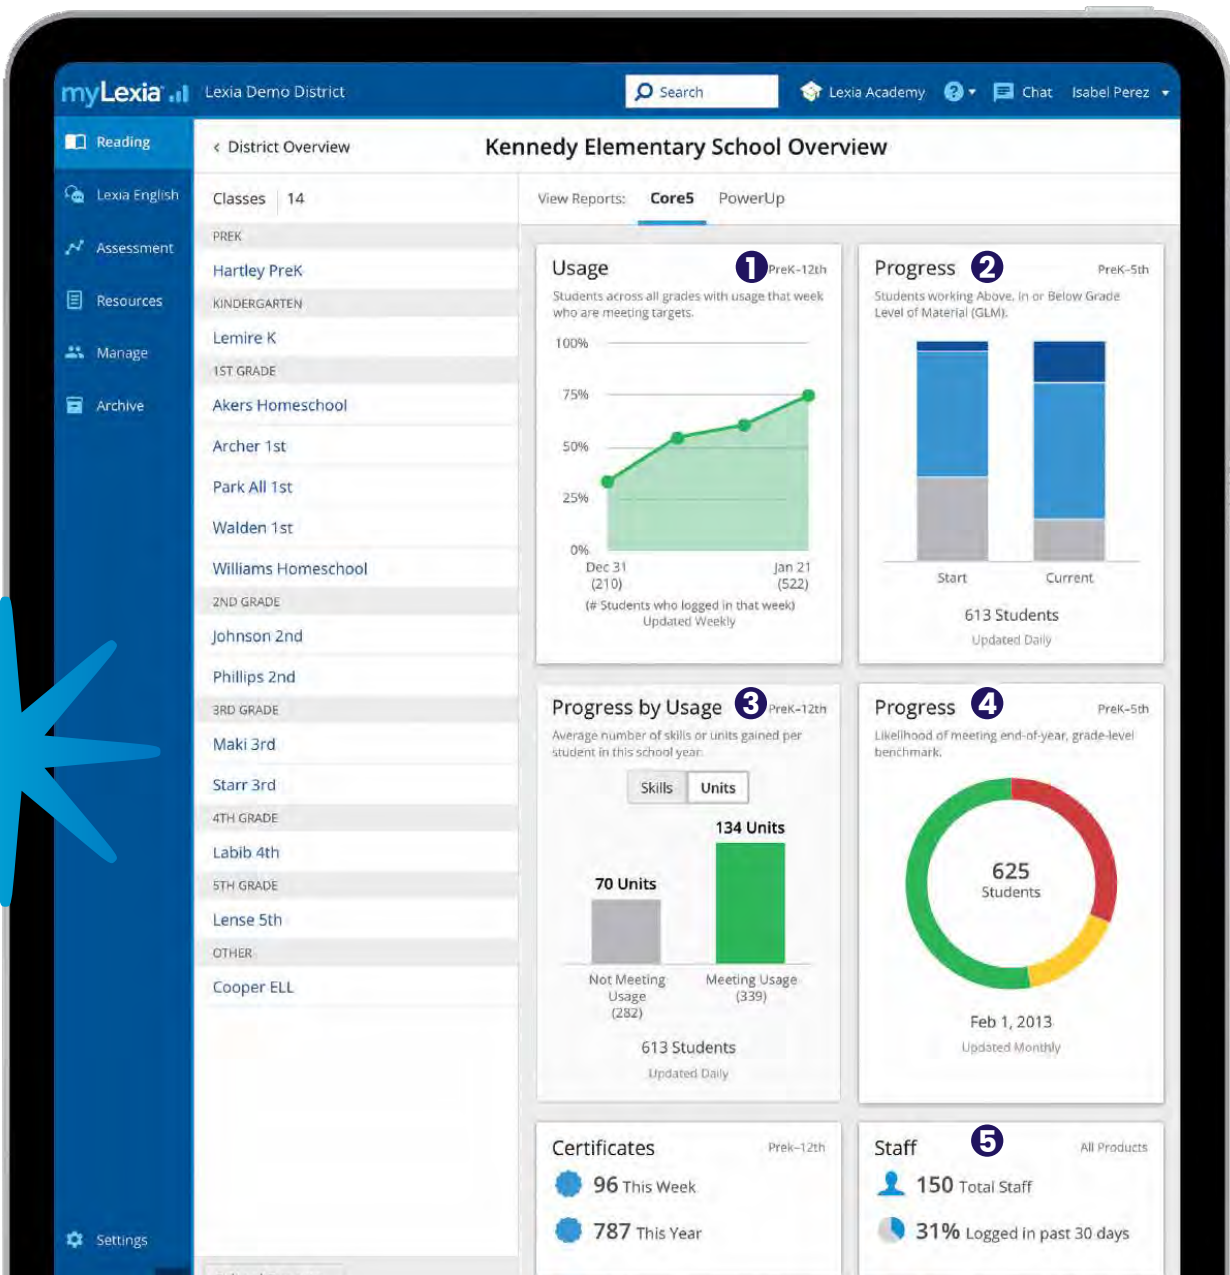 myLexia
Lexia Demo District
Search
Lexia Academy
?
Chat
Isabel Perez
Reading
Lexia English
Assessment
Resources
Manage
Archive
Settings
‹ District Overview
Kennedy Elementary School Overview
Classes 14
PREK
Hartley PreK
KINDERGARTEN
Lemire K
1ST GRADE
Akers Homeschool
Archer 1st
Park All 1st
Walden 1st
Williams Homeschool
2ND GRADE
Johnson 2nd
Phillips 2nd
3RD GRADE
Maki 3rd
Starr 3rd
4TH GRADE
Labib 4th
5TH GRADE
Lense 5th
OTHER
Cooper ELL
View Reports: Core5 PowerUp
Usage 1 PreK-12th
Students across all grades with usage that week
who are meeting targets.
100%
75%
50%
25%
0%
Dec 31 Jan 21
(210) (522)
(# Students who logged in that week)
Updated Weekly
Progress 2 PreK-5th
Students working Above, In or Below Grade
Level of Material (GLM).
Start Current
613 Students
Updated Daily
Progress by Usage 3 PreK-12th
Average number of skills or units gained per
student in this school year.
Skills Units
134 Units
70 Units
Not Meeting Meeting Usage
Usage (339)
(282)
613 Students
Updated Daily
Progress 4 PreK-5th
Likelihood of meeting end-of-year, grade-level
benchmark.
625
Students
Feb 1, 2013
Updated Monthly
Certificates PreK-12th
96 This Week
787 This Year
Staff 5 All Products
150 Total Staff
31% Logged in past 30 days